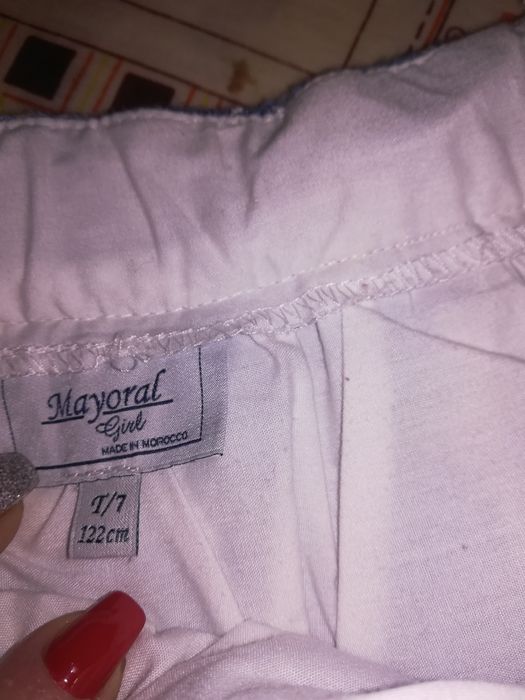 Mayoral
Girl
MADE IN MOROCCO
T/7
122cm